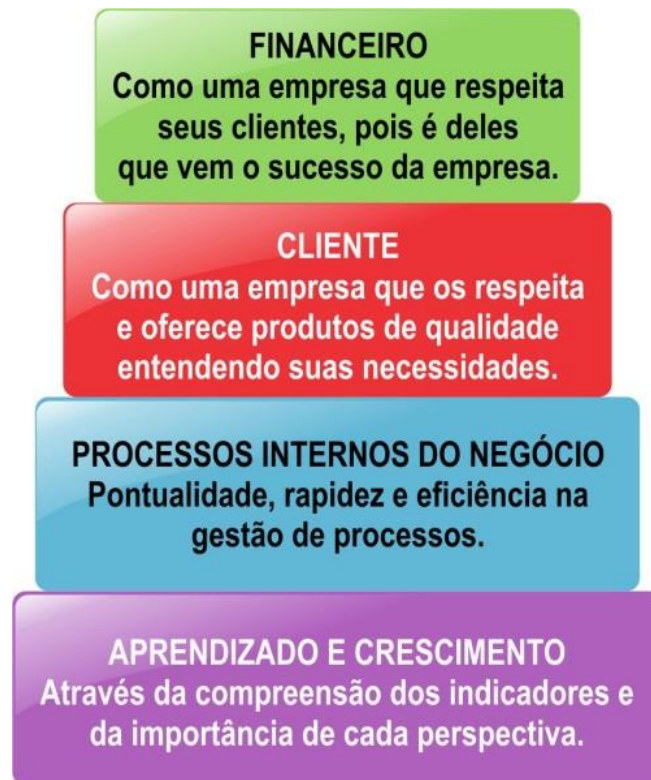 FINANCEIRO
Como uma empresa que respeita
seus clientes, pois é deles
que vem o sucesso da empresa.
CLIENTE
Como uma empresa que os respeita
e oferece produtos de qualidade
entendendo suas necessidades.
PROCESSOS INTERNOS DO NEGÓCIO
Pontualidade, rapidez e eficiência na
gestão de processos.
APRENDIZADO E CRESCIMENTO
Através da compreensão dos indicadores e
da importância de cada perspectiva.